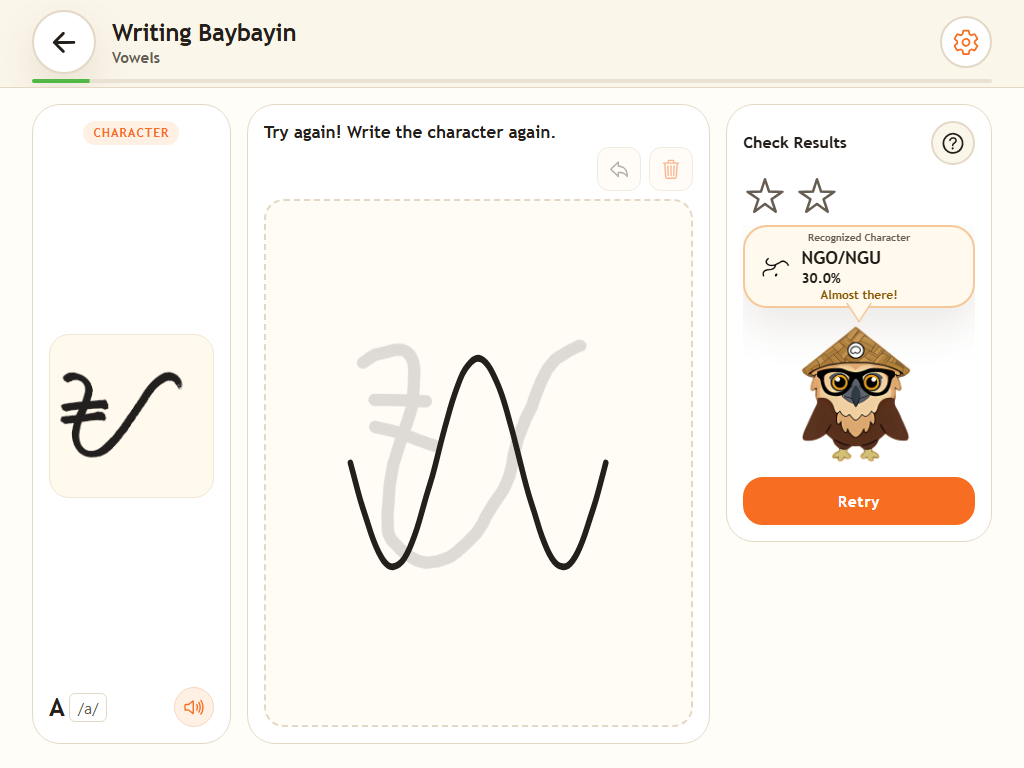 Writing Baybayin
Vowels
CHARACTER
ᜀ
A /a/
Try again! Write the character again.
Check Results
Recognized Character
NGO/NGU
30.0%
Almost there!
Retry